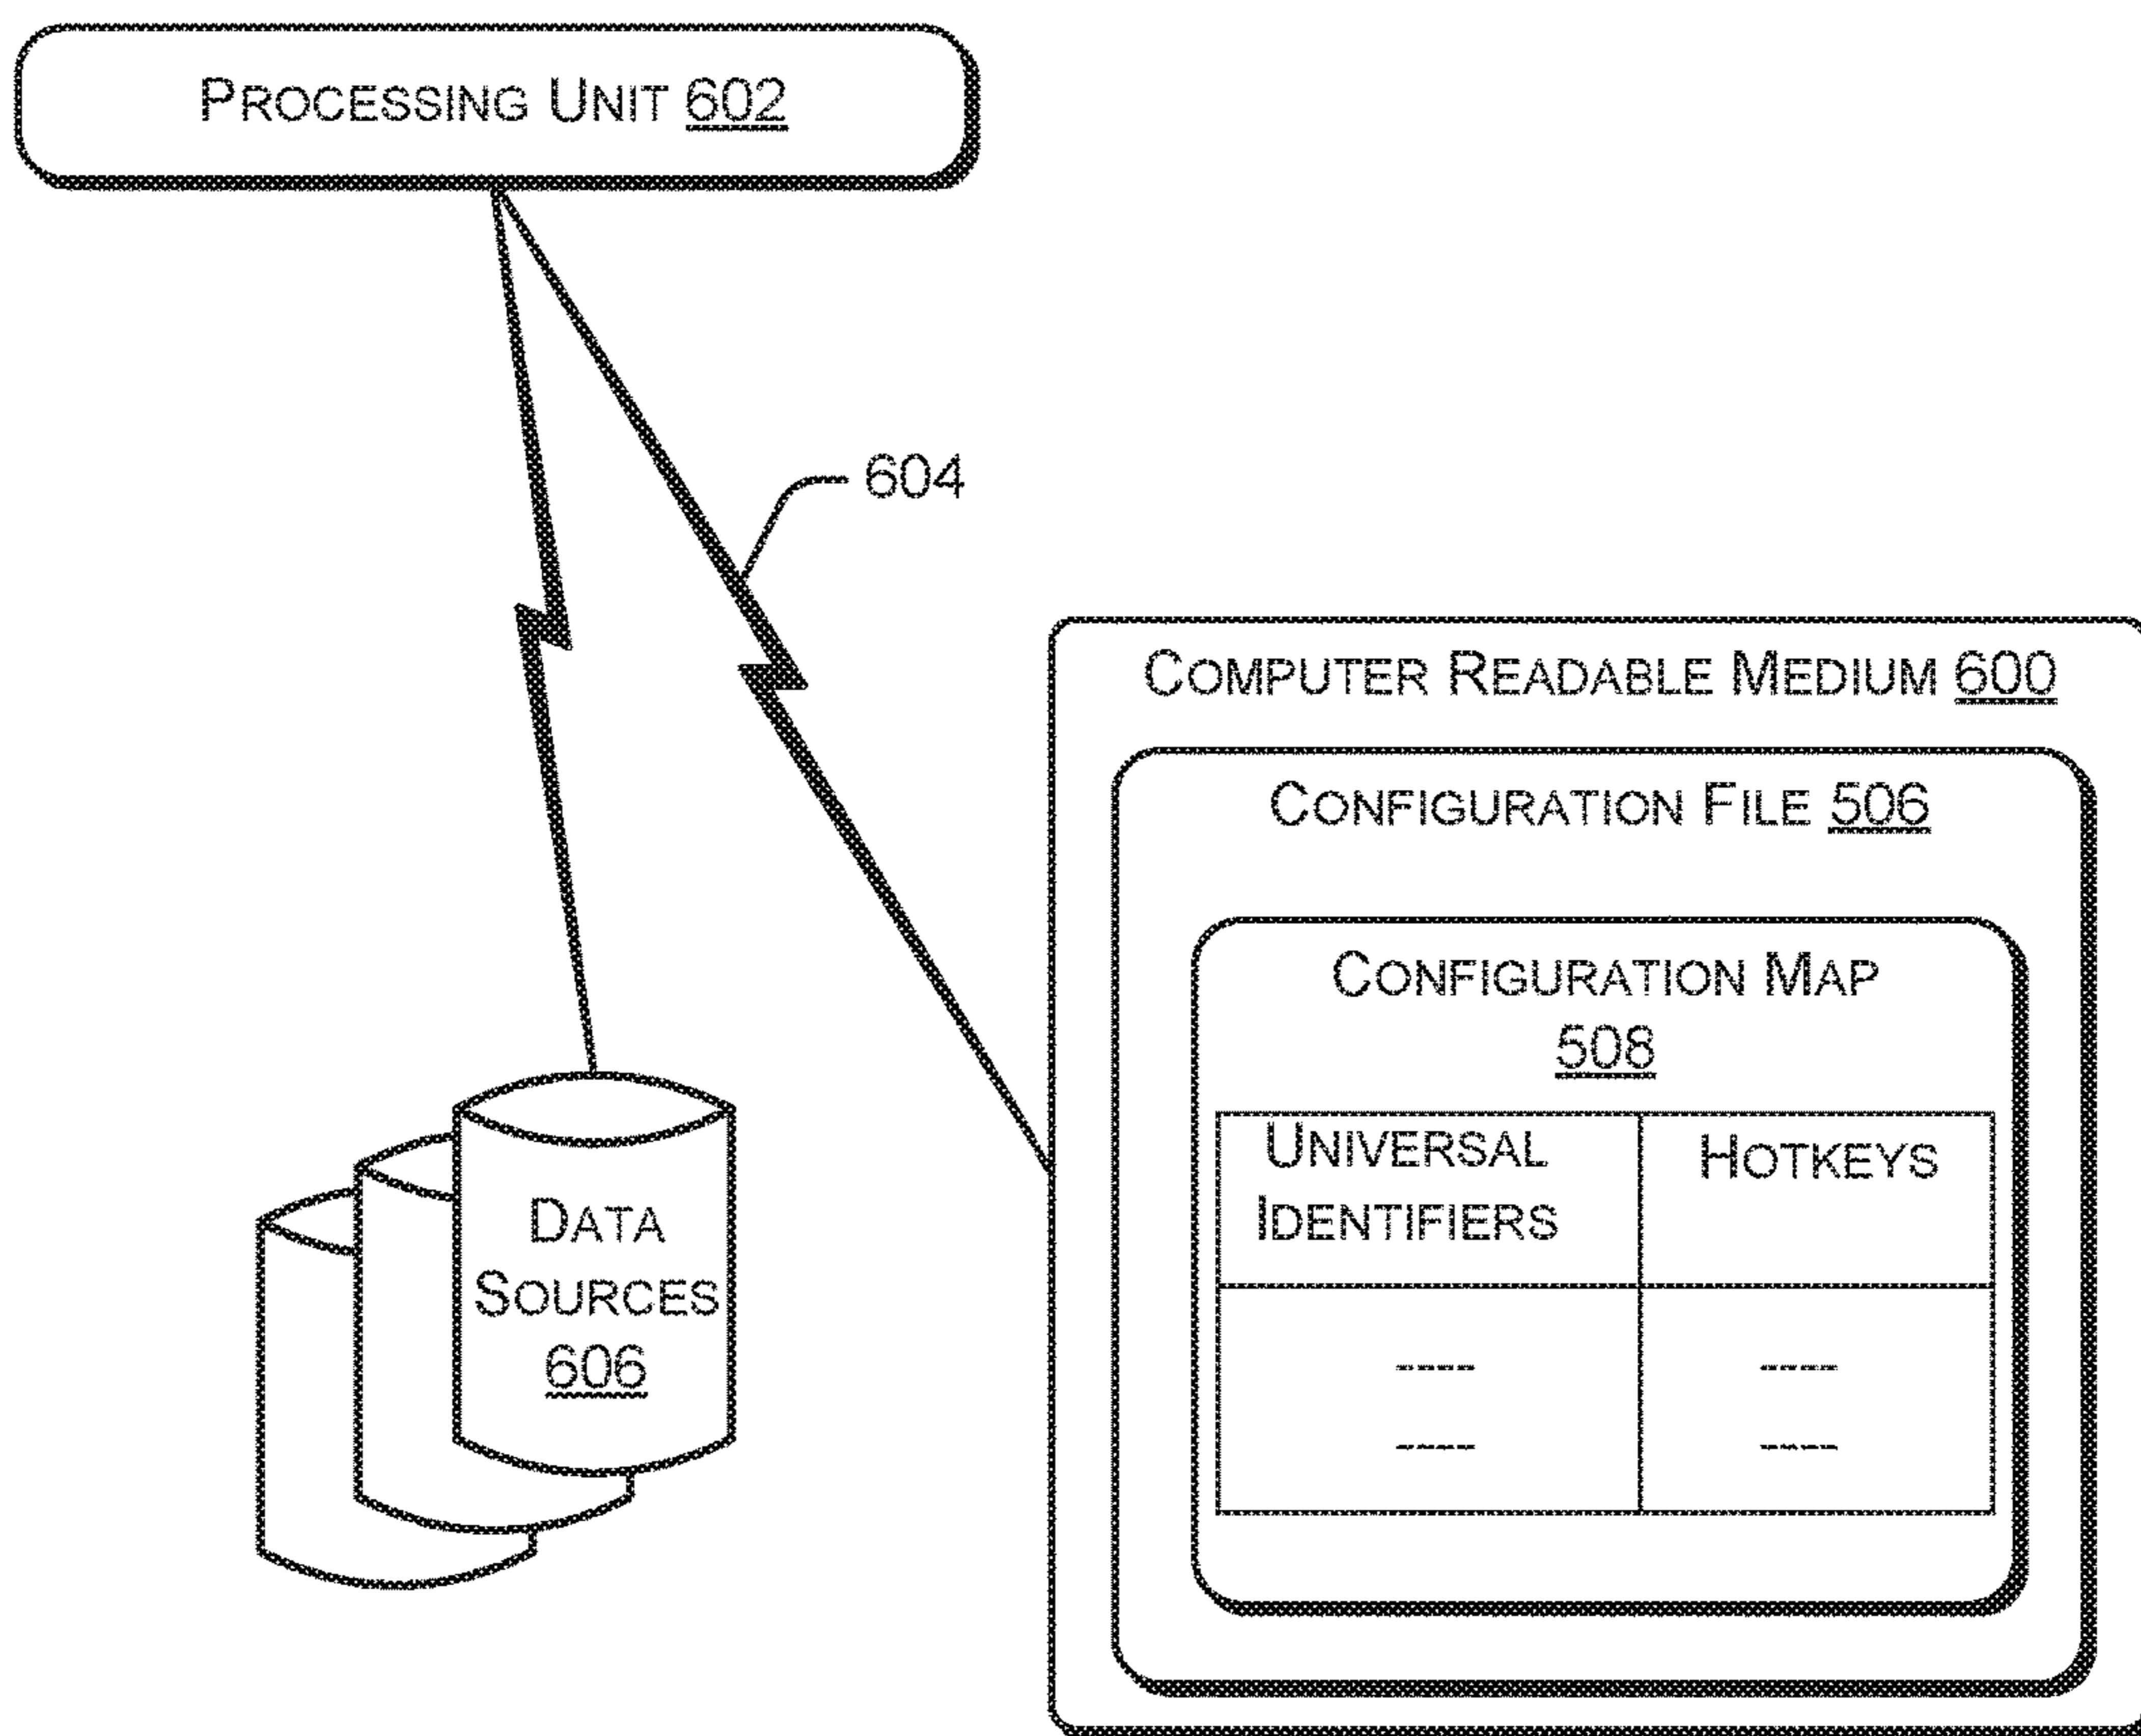 PROCESSING UNIT 602
604
COMPUTER READABLE MEDIUM 600
CONFIGURATION FILE 506
CONFIGURATION MAP
508
UNIVERSAL
IDENTIFIERS
HOTKEYS
----
----
----
----
DATA
SOURCES
606